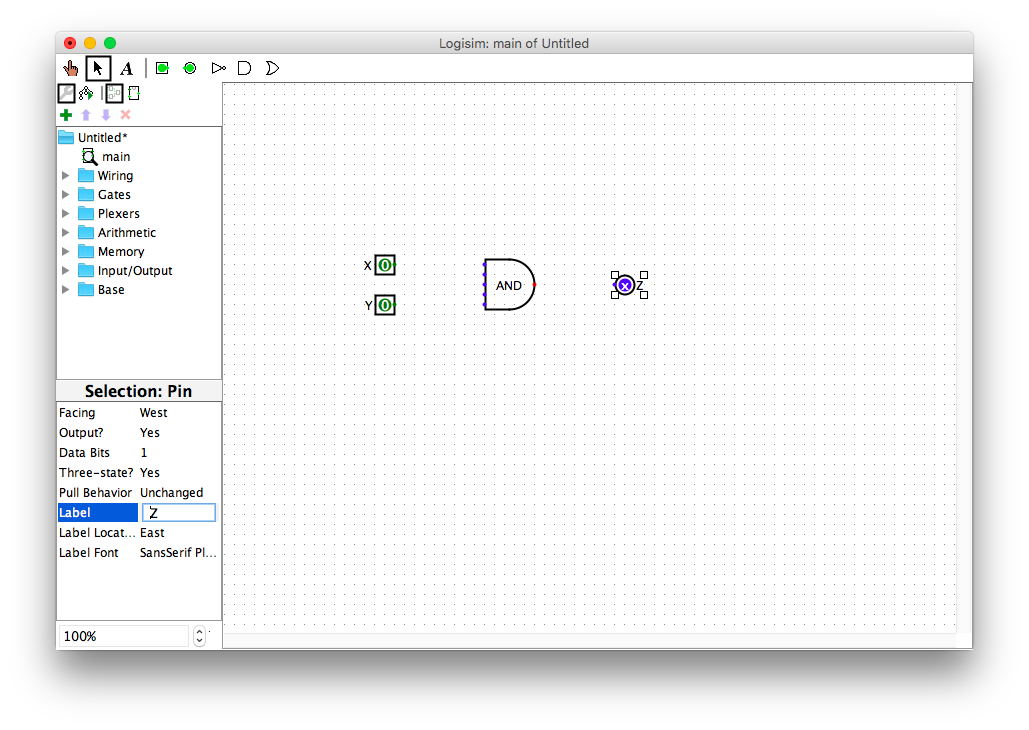 Logisim: main of Untitled
A
Untitled*
main
Wiring
Gates
Plexers
Arithmetic
Memory
Input/Output
Base
Selection: Pin
Facing West
Output? Yes
Data Bits 1
Three-state? Yes
Pull Behavior Unchanged
Label Z
Label Locat... East
Label Font SansSerif Pl...
100%
X 0
Y 0
AND
x Z